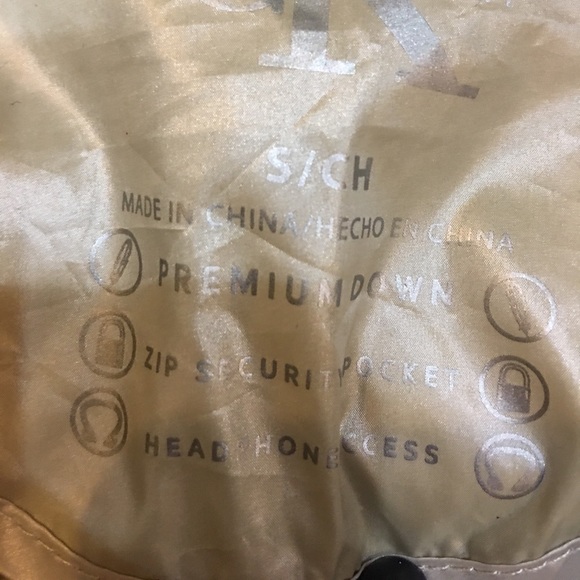 S/CH
MADE IN CHINA/HECHO EN CHINA
PREMIUM DOWN
ZIP SECURITY POCKET
HEADPHONE ACCESS